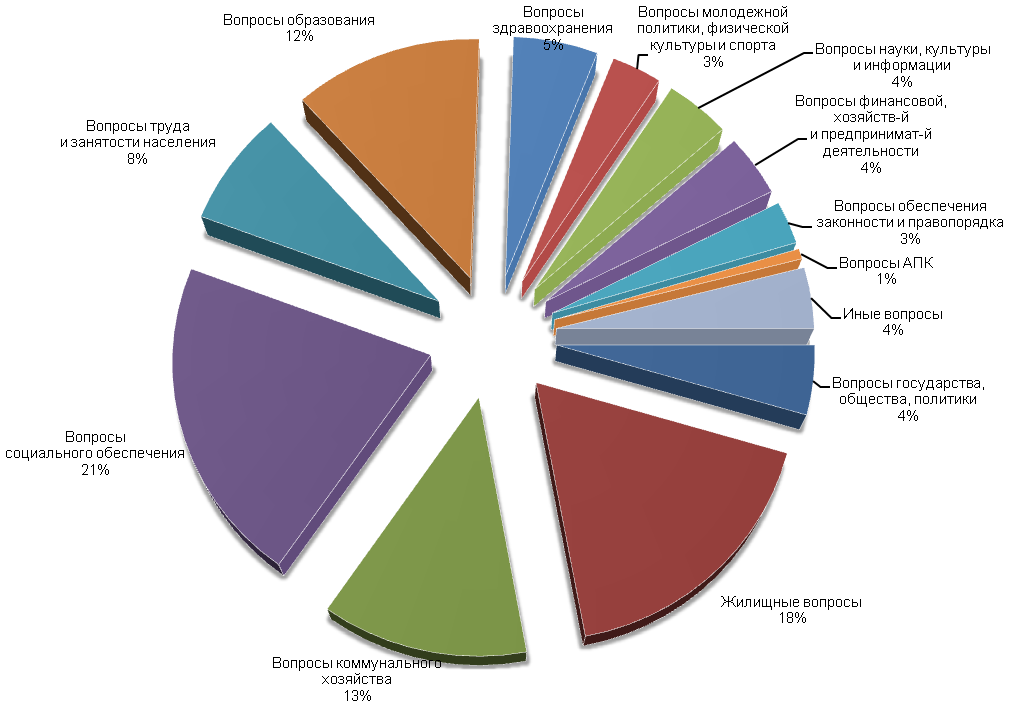 Вопросы образования
12%
Вопросы
здравоохранения
5%
Вопросы молодежной
политики, физической
культуры и спорта
3%
Вопросы науки, культуры
и информации
4%
Вопросы финансовой,
хозяйств-й
и предпринимат-й
деятельности
4%
Вопросы обеспечения
законности и правопорядка
3%
Вопросы АПК
1%
Иные вопросы
4%
Вопросы государства,
общества, политики
4%
Жилищные вопросы
18%
Вопросы коммунального
хозяйства
13%
Вопросы
социального обеспечения
21%
Вопросы труда
и занятости населения
8%